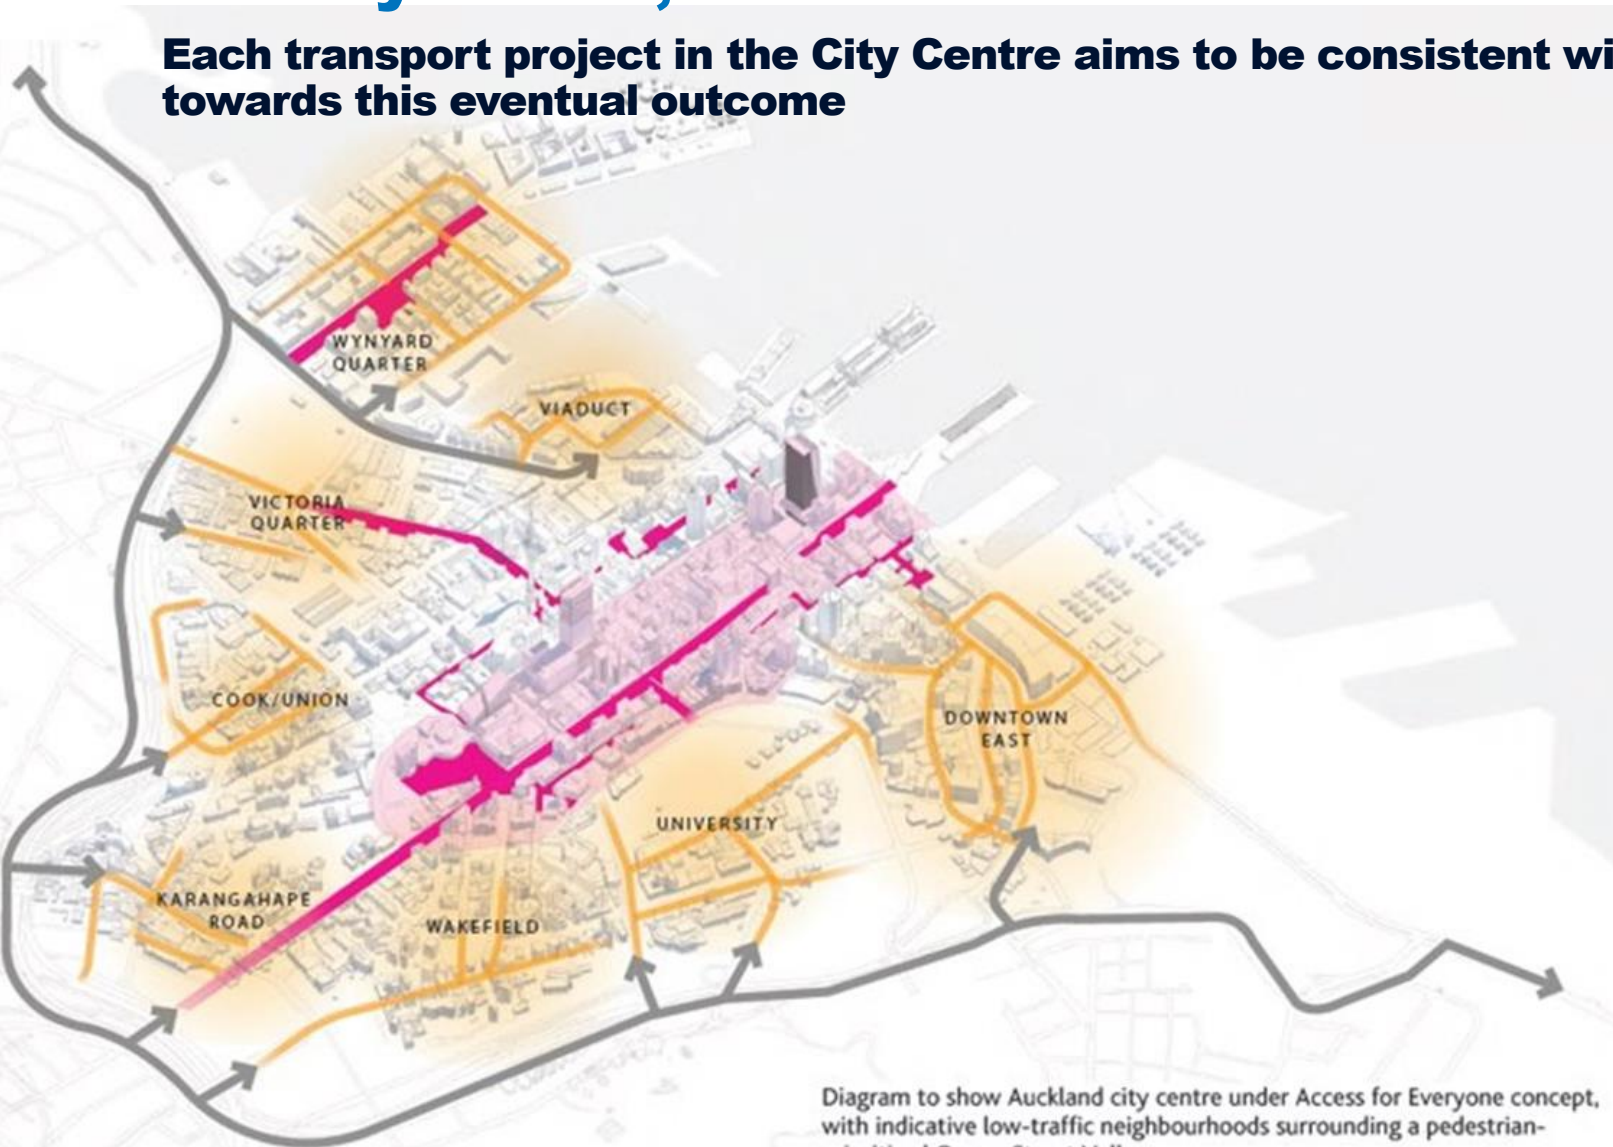 Each transport project in the City Centre aims to be consistent wi
towards this eventual outcome
WYNYARD
QUARTER
VIADUCT
VICTORIA
QUARTER
COOK/UNION
DOWNTOWN
EAST
UNIVERSITY
KARANGAHAPE
ROAD
WAKEFIELD
Diagram to show Auckland city centre under Access for Everyone concept,
with indicative low-traffic neighbourhoods surrounding a pedestrian-